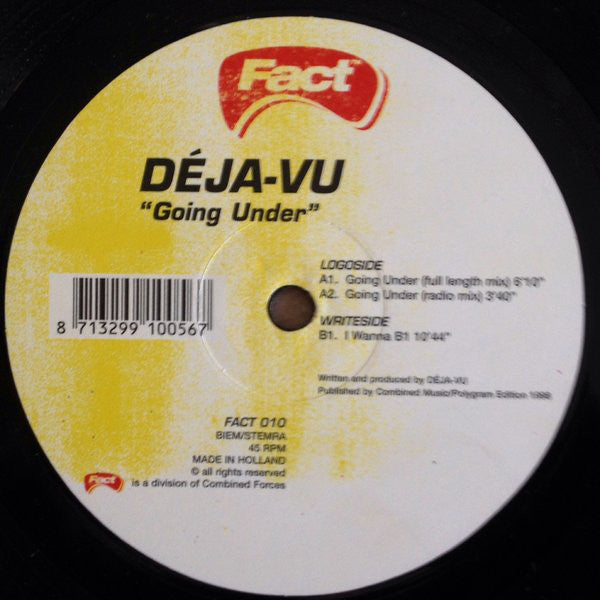 Fact™
DÉJA-VU
“Going Under”
LOGOSIDE
A1. Going Under (full length mix) 6'10"
A2. Going Under (radio mix) 3'40"
WRITESIDE
B1. I Wanna B1 10'44"
8 713299 100567
Written and produced by DÉJA-VU
Published by Combined Music/Polygram Edition 1998
FACT 010
BIEM/STEMRA
45 RPM
MADE IN HOLLAND
© all rights reserved
Fact is a division of Combined Forces